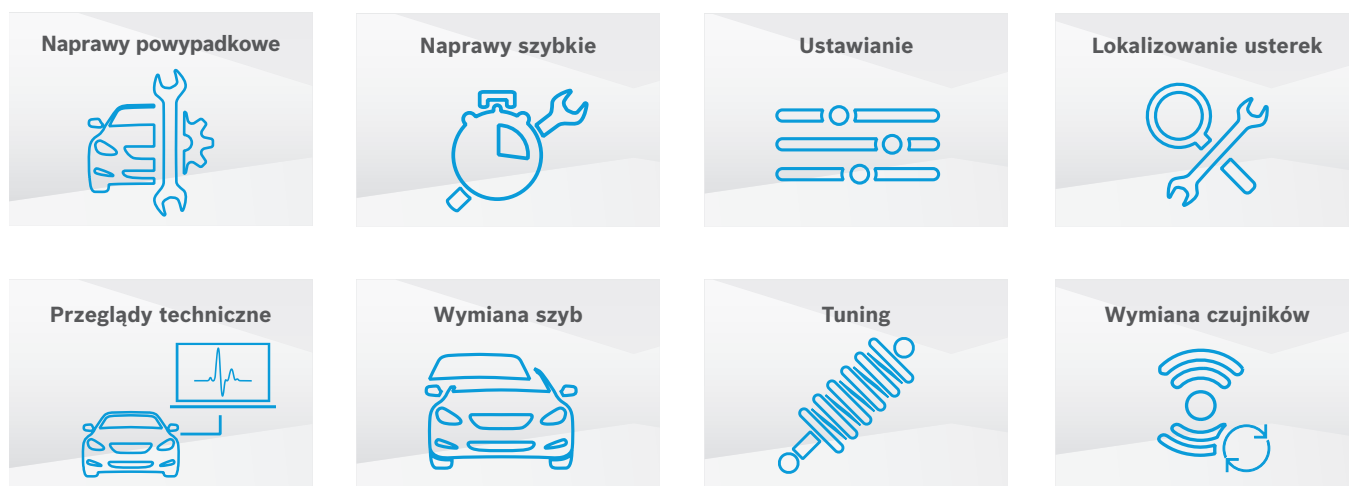 Naprawy powypadkowe
Naprawy szybkie
Ustawianie
Lokalizowanie usterek
Przeglądy techniczne
Wymiana szyb
Tuning
Wymiana czujników